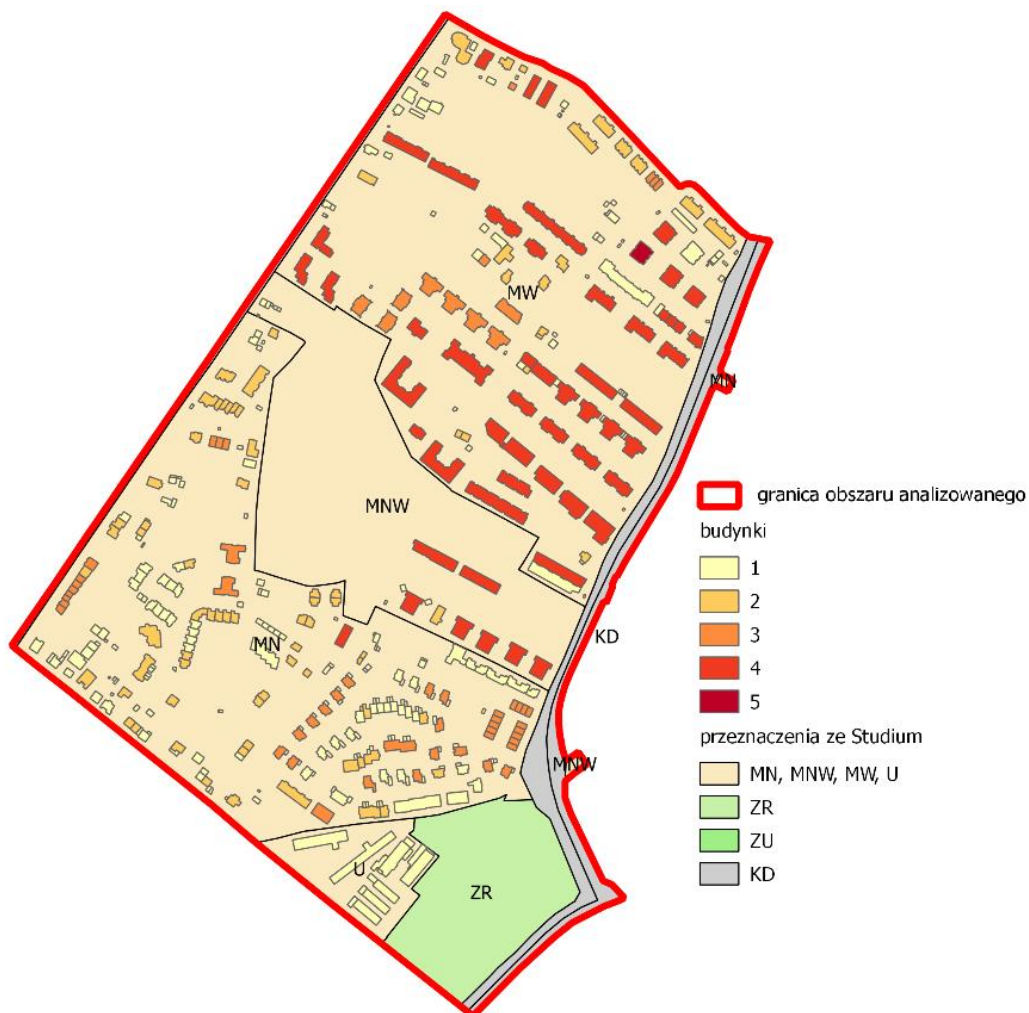 MW
MN
MNW
KD
MN
MNW
U
ZR
granica obszaru analizowanego
budynki
1
2
3
4
5
przeznaczenia ze Studium
MN, MNW, MW, U
ZR
ZU
KD